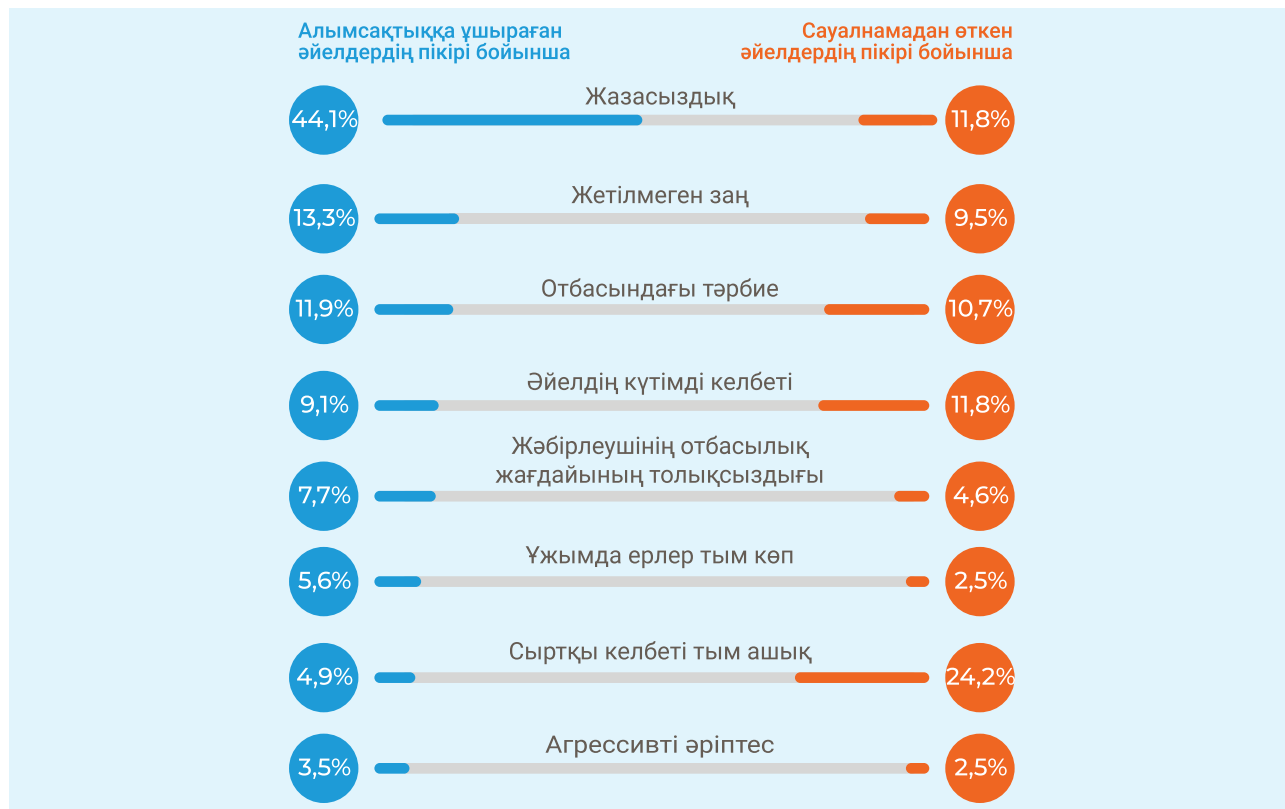 Алымсақтыққа ұшыраған
әйелдердің пікірі бойынша
Сауалнамадан өткен
әйелдердің пікірі бойынша
Жазасыздық
44,1%
11,8%
Жетілмеген заң
13,3%
9,5%
Отбасындағы тәрбие
11,9%
10,7%
Әйелдің күтімді келбеті
9,1%
11,8%
Жәбірлеушінің отбасылық
жағдайының толықсыздығы
7,7%
4,6%
Ұжымда ерлер тым көп
5,6%
2,5%
Сыртқы келбеті тым ашық
4,9%
24,2%
Агрессивті әріптес
3,5%
2,5%